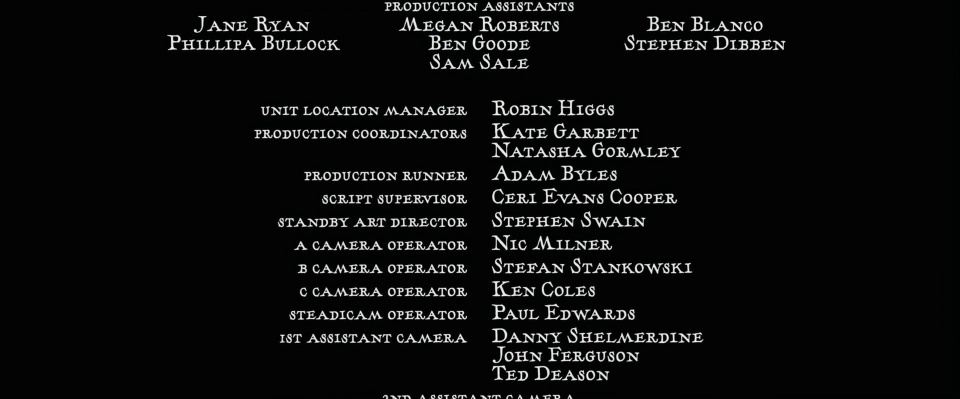 PRODUCTION ASSISTANTS
JANE RYAN MEGAN ROBERTS BEN BLANCO
PHILLIPA BULLOCK BEN GOODE STEPHEN DIBBEN
SAM SALE
UNIT LOCATION MANAGER ROBIN HIGGS
PRODUCTION COORDINATORS KATE GARBETT
NATASHA GORMLEY
PRODUCTION RUNNER ADAM BYLES
SCRIPT SUPERVISOR CERI EVANS COOPER
STANDBY ART DIRECTOR STEPHEN SWAIN
A CAMERA OPERATOR NIC MILNER
B CAMERA OPERATOR STEFAN STANKOWSKI
C CAMERA OPERATOR KEN COLES
STEADICAM OPERATOR PAUL EDWARDS
1ST ASSISTANT CAMERA DANNY SHELMERDINE
JOHN FERGUSON
TED DEASON
2ND ASSISTANT CAMERA